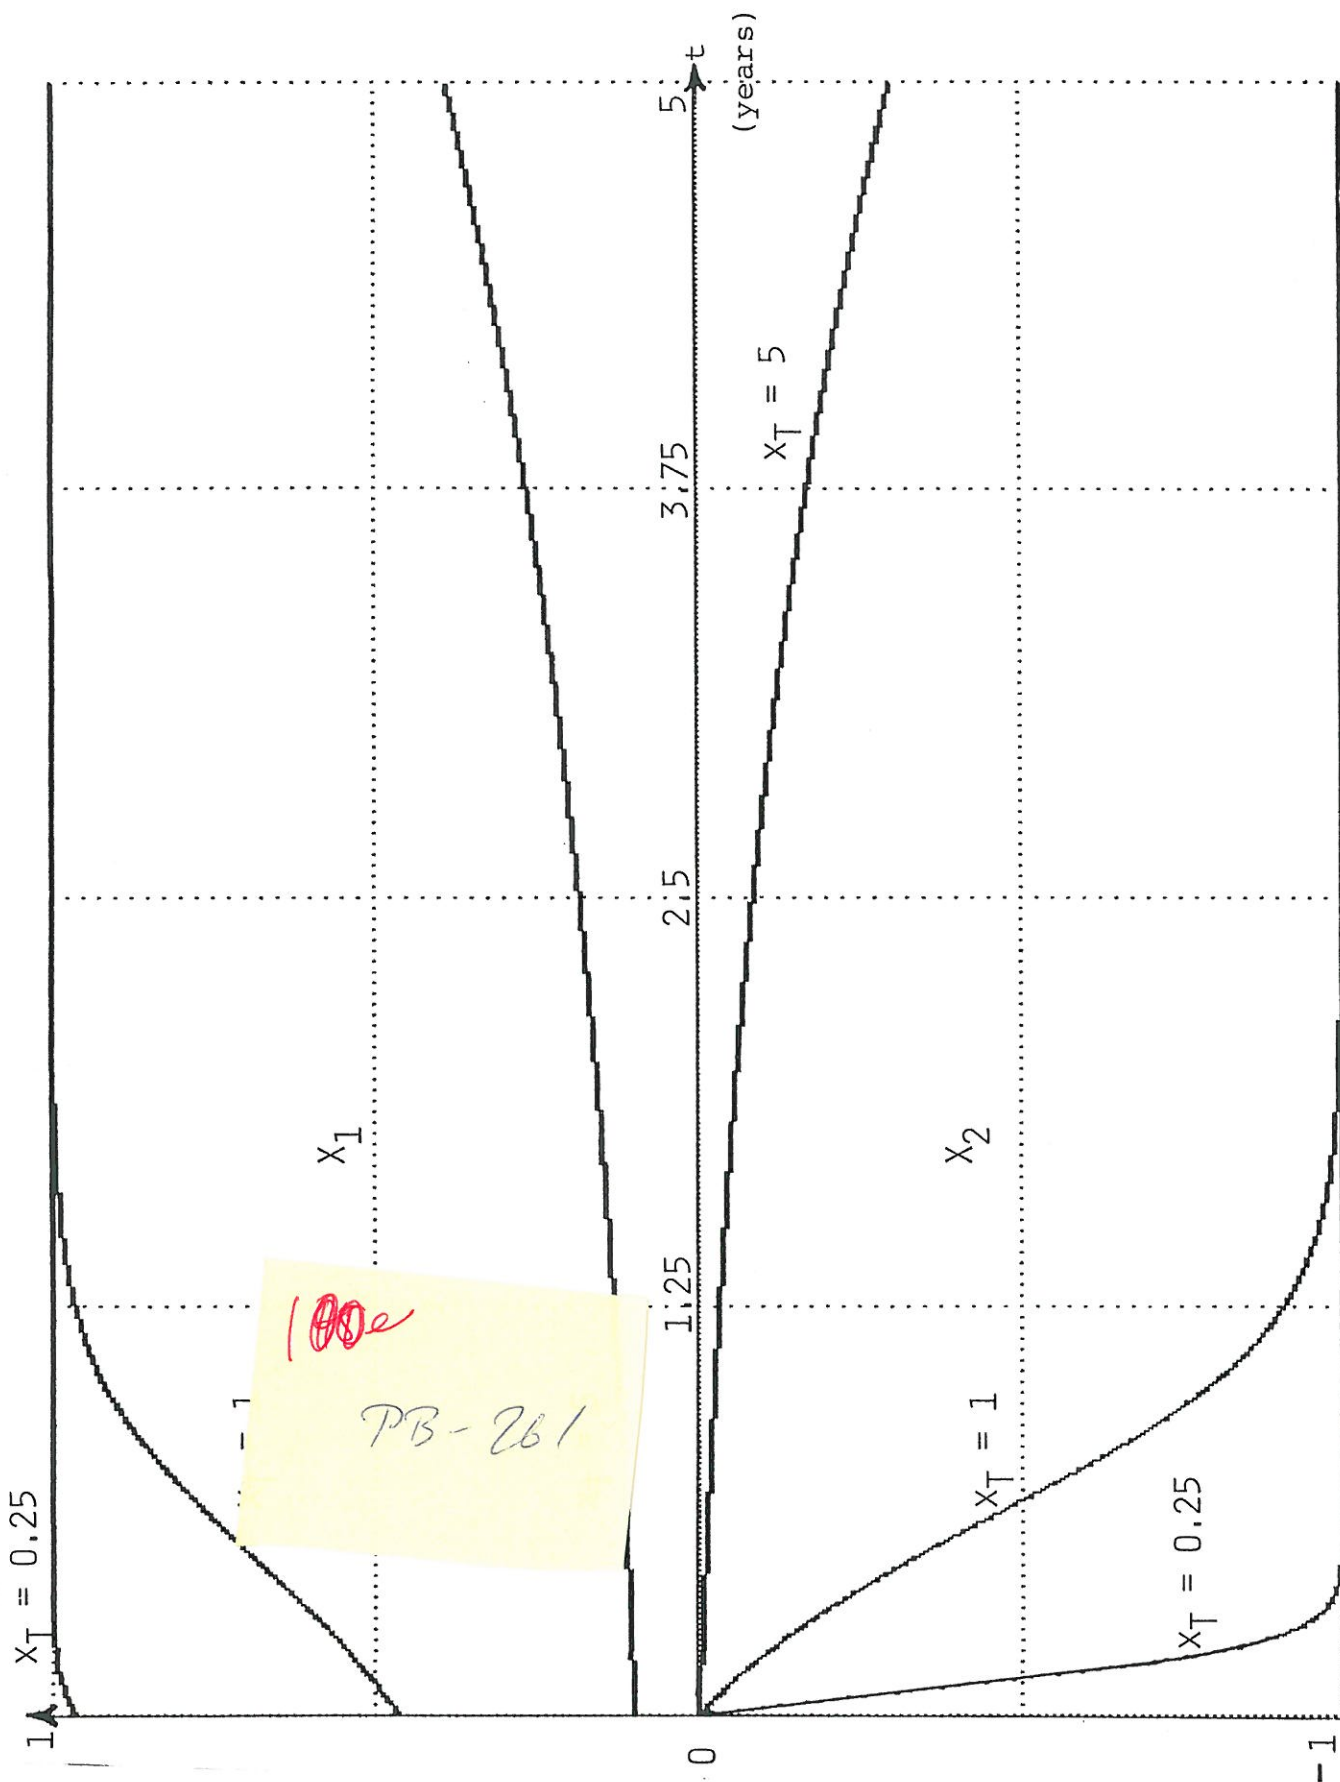 x_T = 0.25
1
x_1
- 1
PB-261
0
1.25
2.5
3.75
5
t
(years)
x_T = 5
x_2
x_T = 1
x_T = 0.25
-1